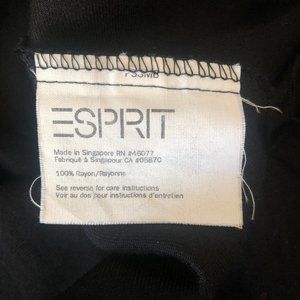 ESPRIT
Made in Singapore RN #46077
Fabriqué à Singapour CA #05870
100% Rayon/Rayonne
See reverse for care instructions
Voir au dos pour instructions d'entretien